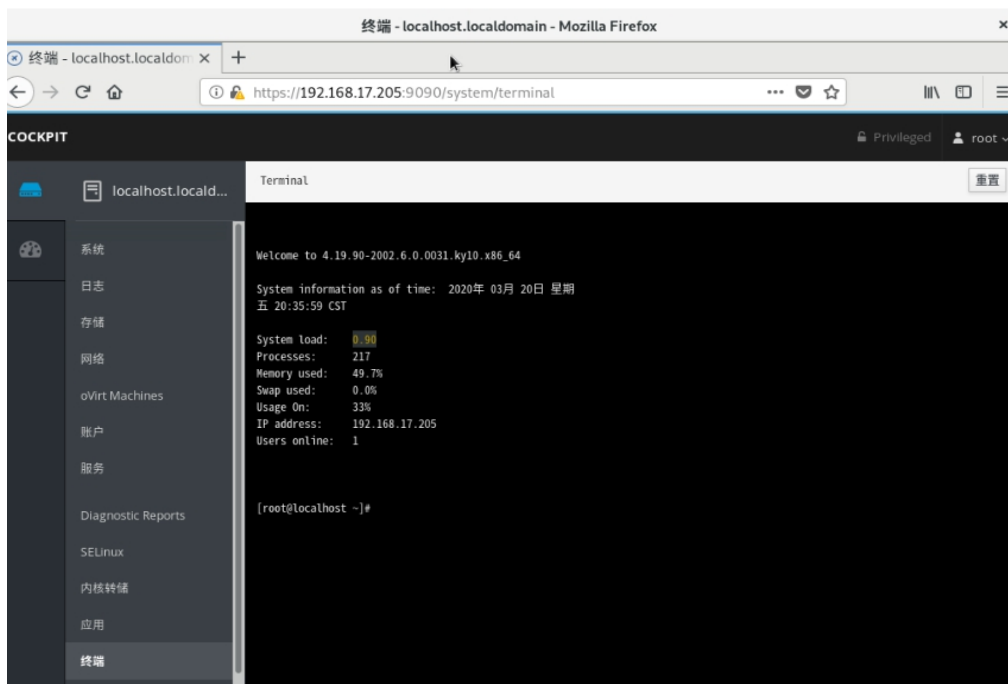 终端 - localhost.localdomain - Mozilla Firefox
终端 - localhost.localdom
https://192.168.17.205:9090/system/terminal
COCKPIT
Privileged
root
localhost.locald...
Terminal
重置
系统
日志
存储
网络
oVirt Machines
账户
服务
Diagnostic Reports
SELinux
内核转储
应用
终端
Welcome to 4.19.90-2002.6.0.0031.ky10.x86_64
System information as of time:  2020年 03月 20日 星期
五 20:35:59 CST
System load:    0.90
Processes:      217
Memory used:    49.7%
Swap used:      0.0%
Usage On:       33%
IP address:     192.168.17.205
Users online:   1
[root@localhost ~]#